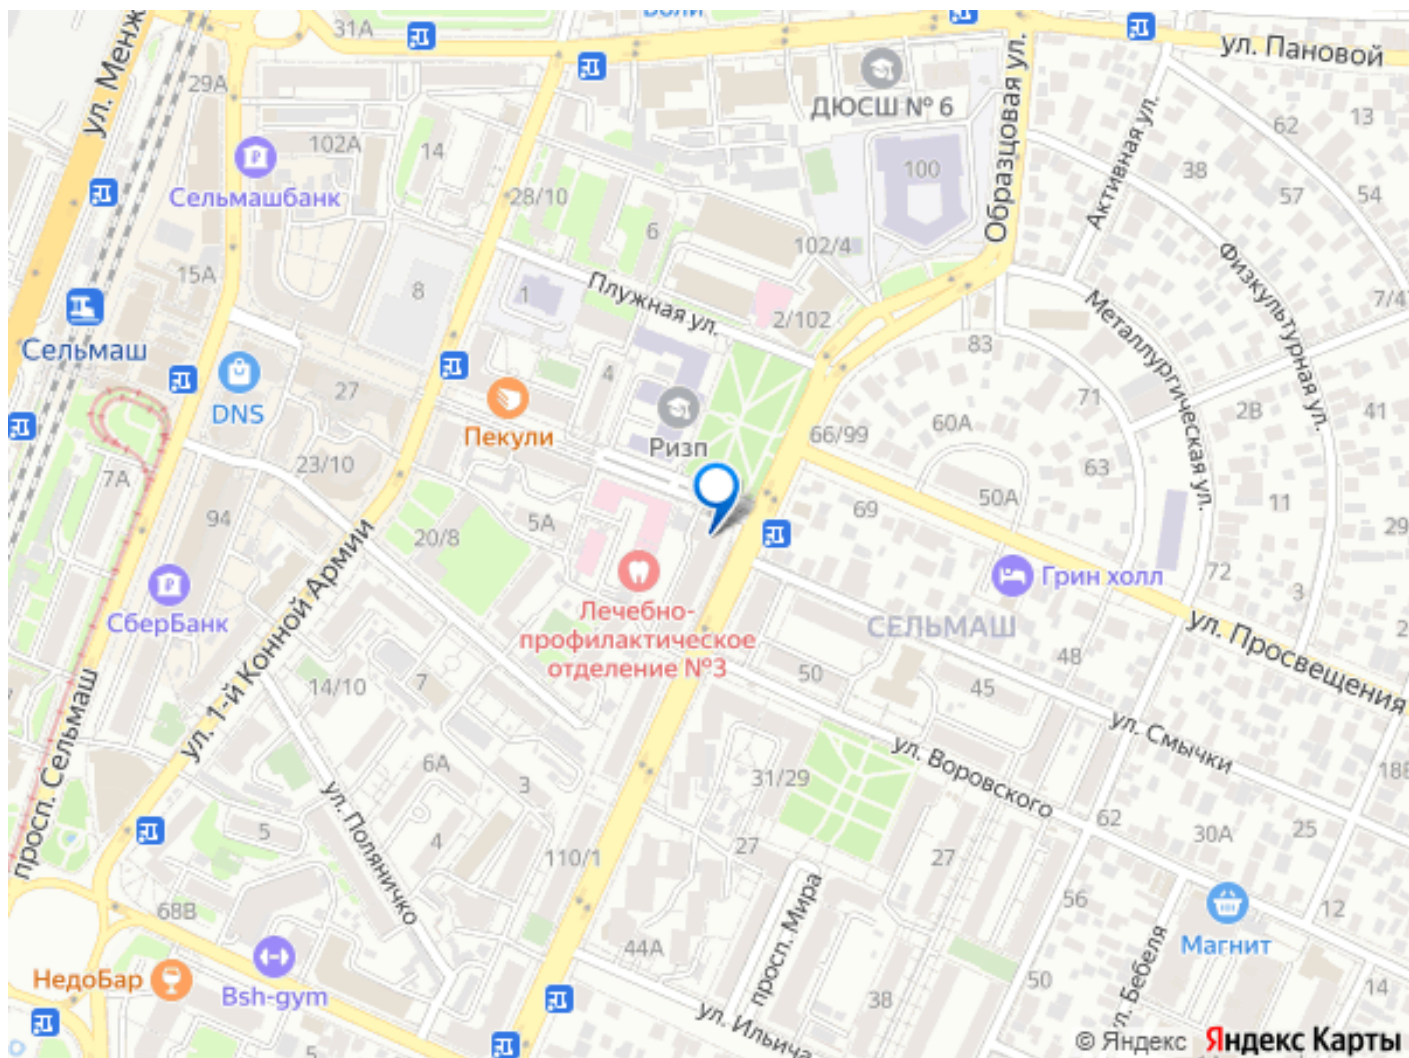 31А
ул. Пановой
ул. Менж
29А
ДЮСШ № 6
13
62
102А
14
Образцовая ул.
Активная ул.
100
38
Сельмашбанк
28/10
57
54
6
102/4
15А
Физкультурная ул.
8
1
Плужная ул.
Металлургическая ул.
7/4
2/102
Сельмаш
83
4
27
71
DNS
2В
41
Пекули
Ризп
66/99
60А
23/10
63
7А
50А
11
94
5А
69
29
20/8
Грин холл
72
3
СберБанк
ул. 1-й Конной Армии
Лечебно-
профилактическое
отделение №3
СЕЛЬМАШ
ул. Просвещения
2
48
просп. Сельмаш
14/10
7
50
45
ул. Смычки
ул. Воровского
6А
3
31/29
18В
ул. Поляничко
5
4
110/1
27
27
62
30А
25
просп. Мира
56
68В
12
44А
Магнит
НедоБар
Bsh-gym
50
ул. Бебеля
38
14
ул. Ильича
5
© Яндекс Яндекс Карты